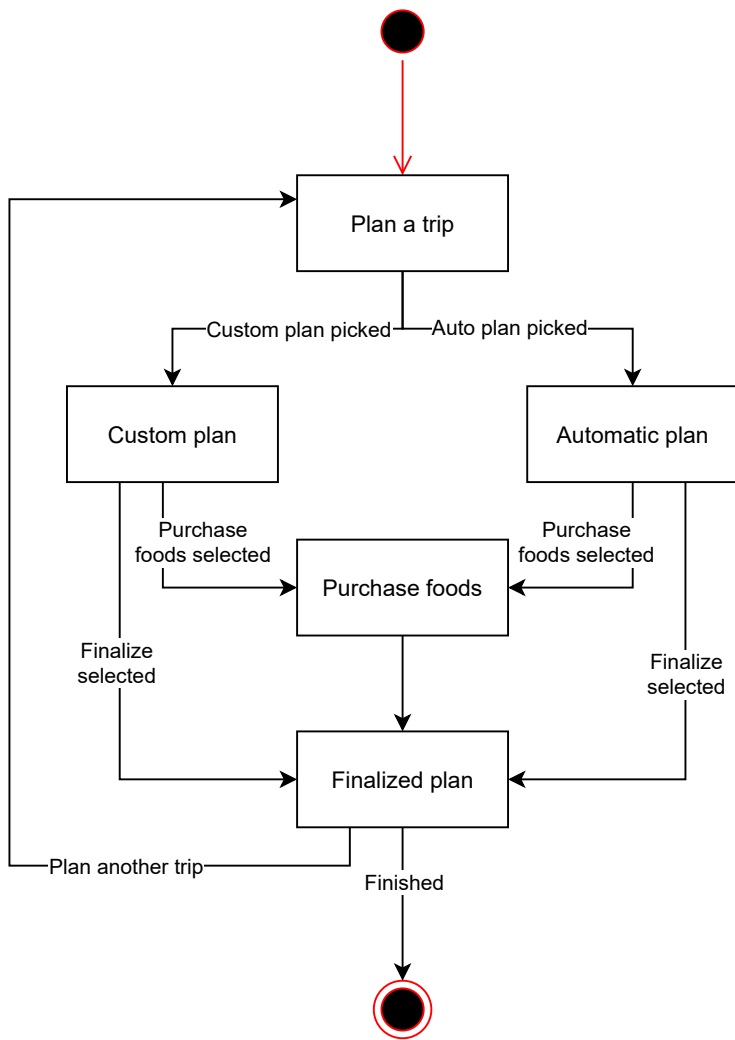 Plan a trip
Custom plan picked
Auto plan picked
Custom plan
Automatic plan
Purchase
foods selected
Purchase
foods selected
Purchase foods
Finalize
selected
Finalize
selected
Finalized plan
Plan another trip
Finished